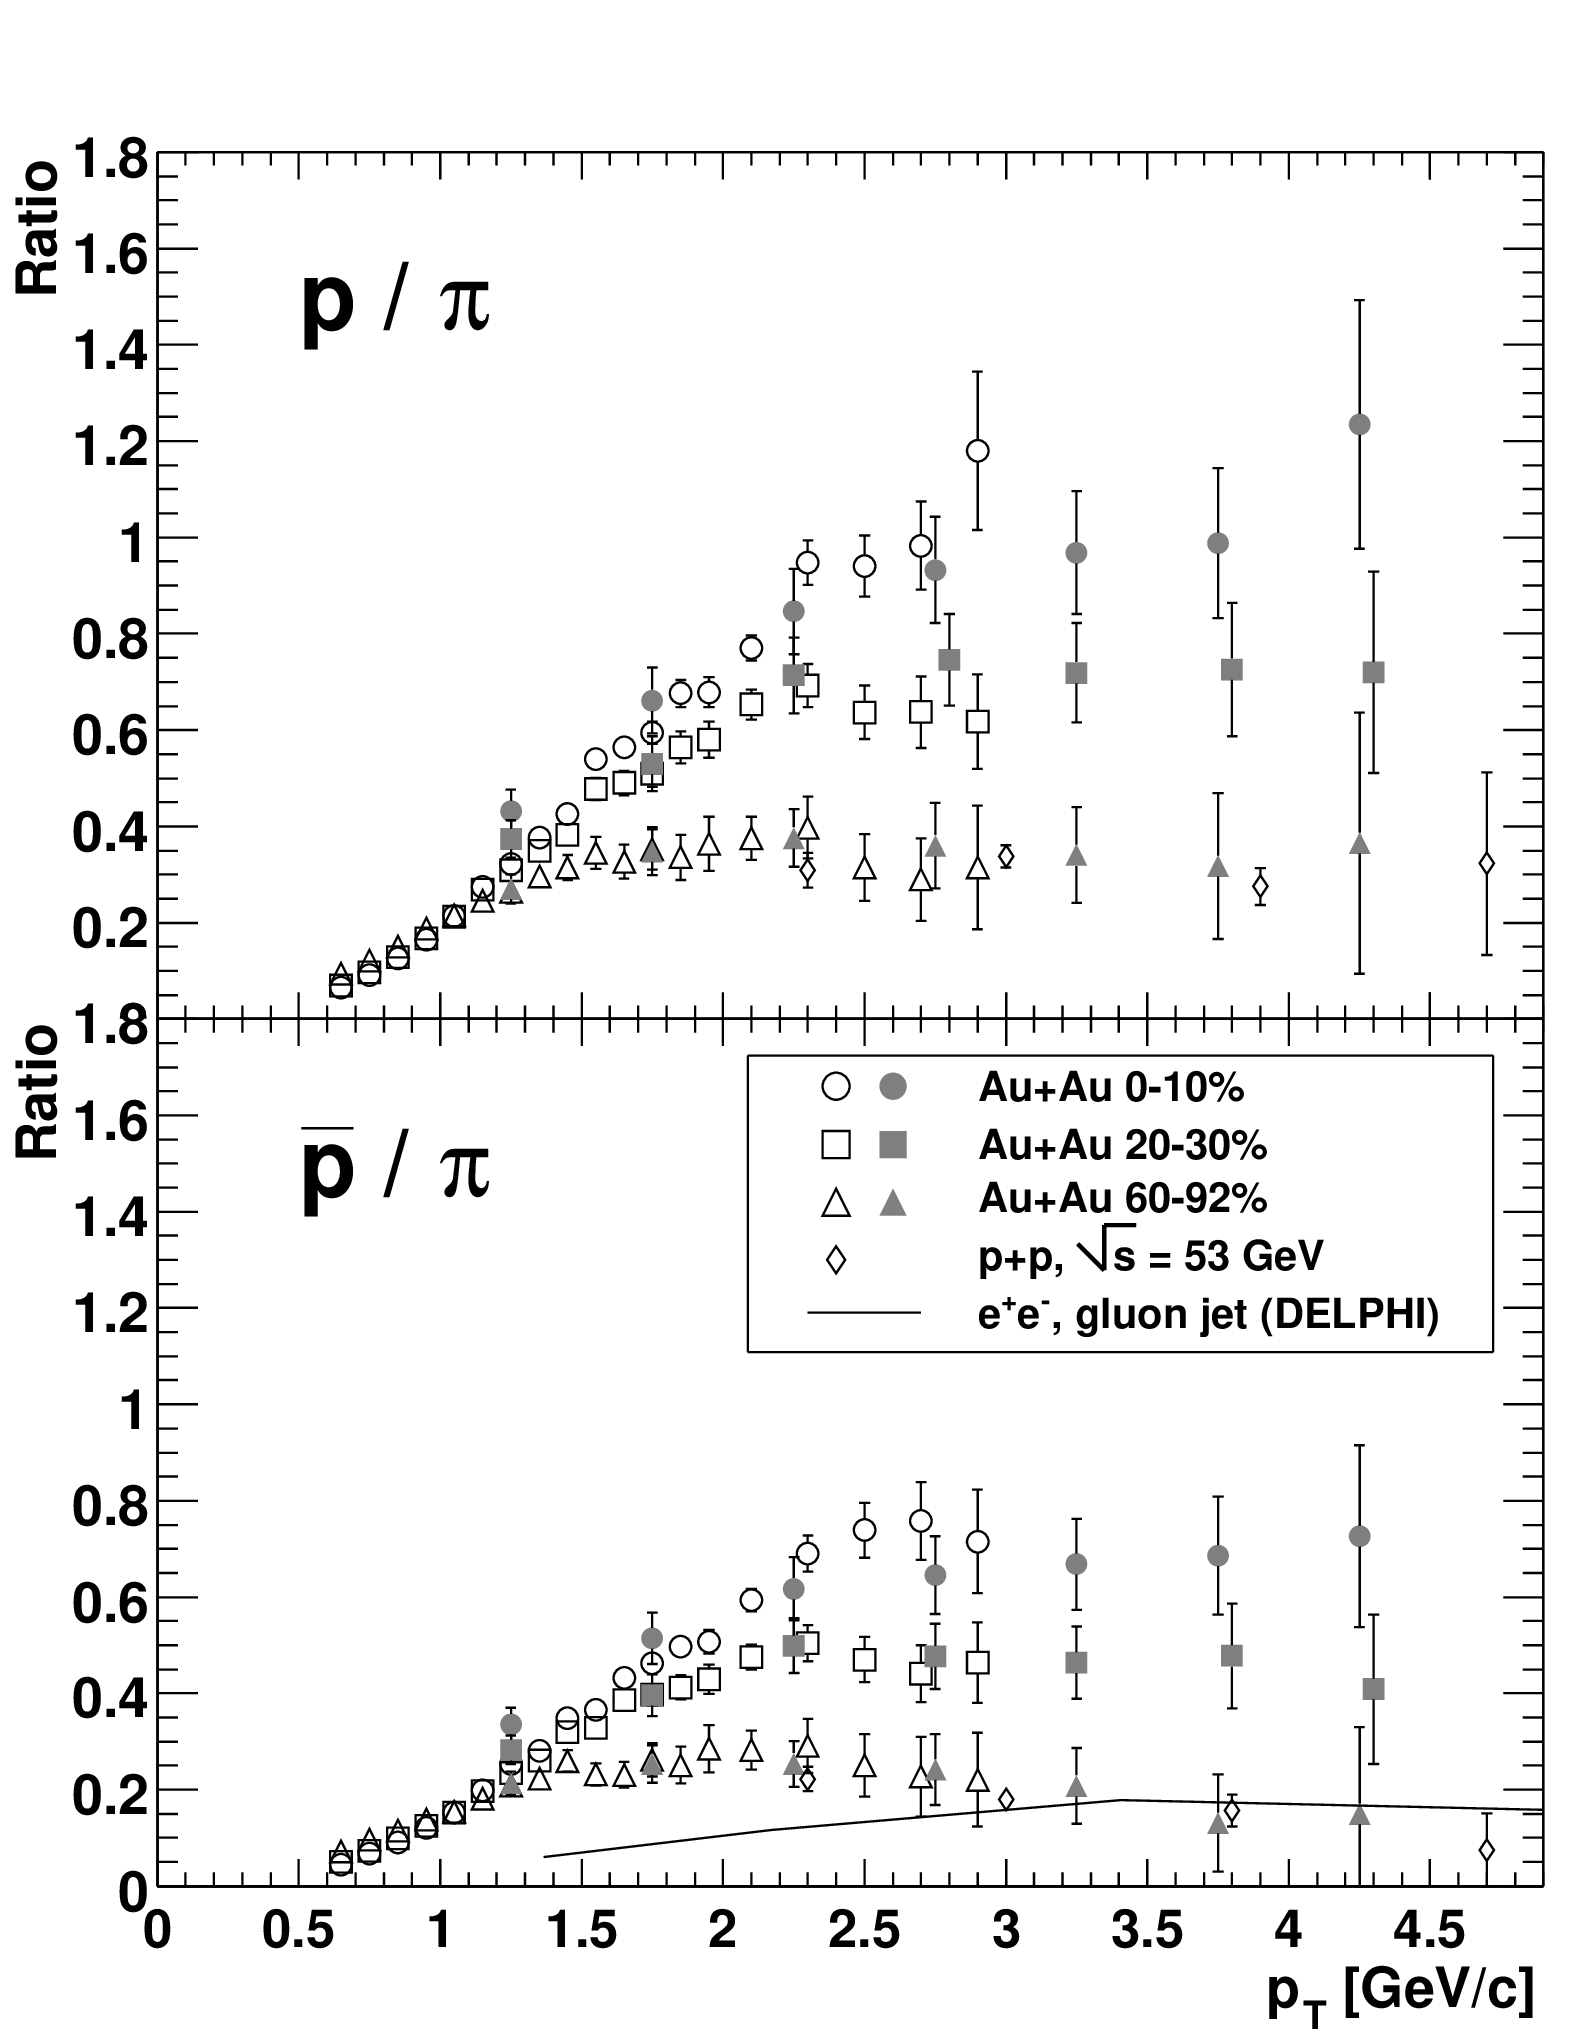 Ratio
1.8
1.6
1.4
1.2
1
0.8
0.6
0.4
0.2
p / π
Ratio
1.8
1.6
1.4
1.2
1
0.8
0.6
0.4
0.2
0
p̅ / π
Au+Au 0-10%
Au+Au 20-30%
Au+Au 60-92%
p+p, √s = 53 GeV
e⁺e⁻, gluon jet (DELPHI)
0 0.5 1 1.5 2 2.5 3 3.5 4 4.5
p_T [GeV/c]